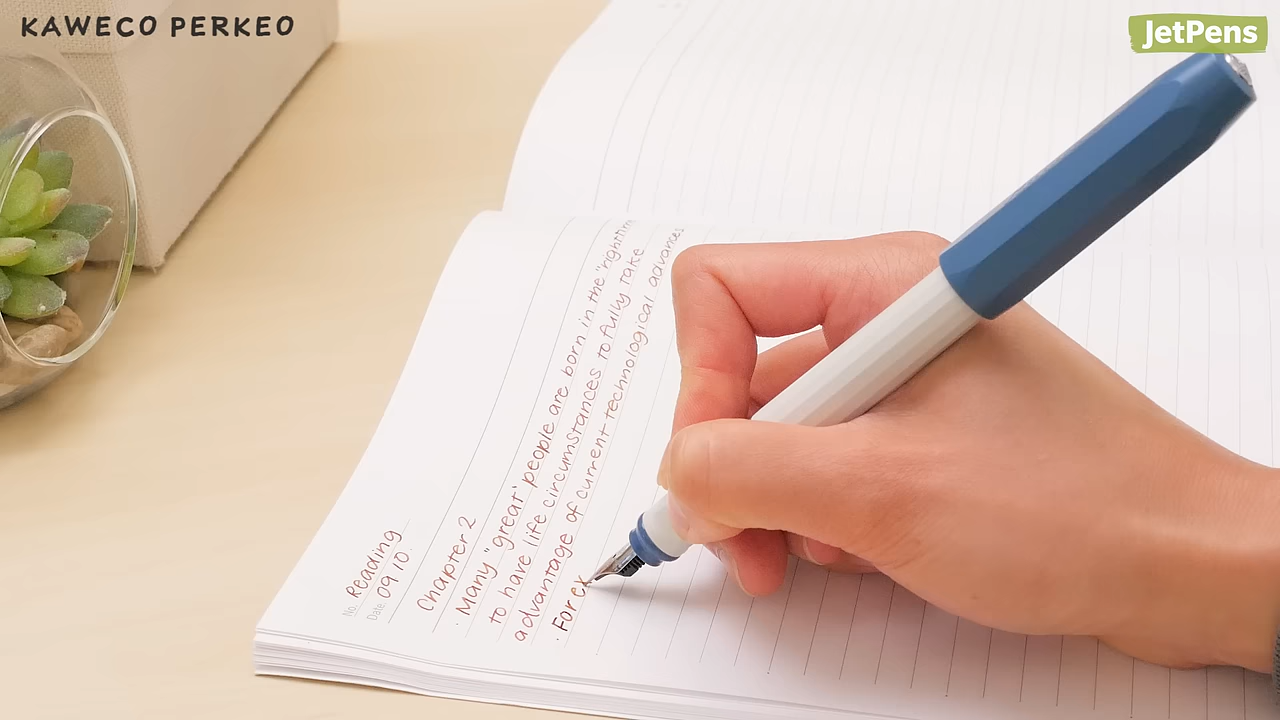 KAWECO PERKEO
JetPens
No. Reading
Date 09 10
Chapter 2
· Many "great" people are born in the "right
to have life circumstances to fully take
advantage of current technological advances
· For ex